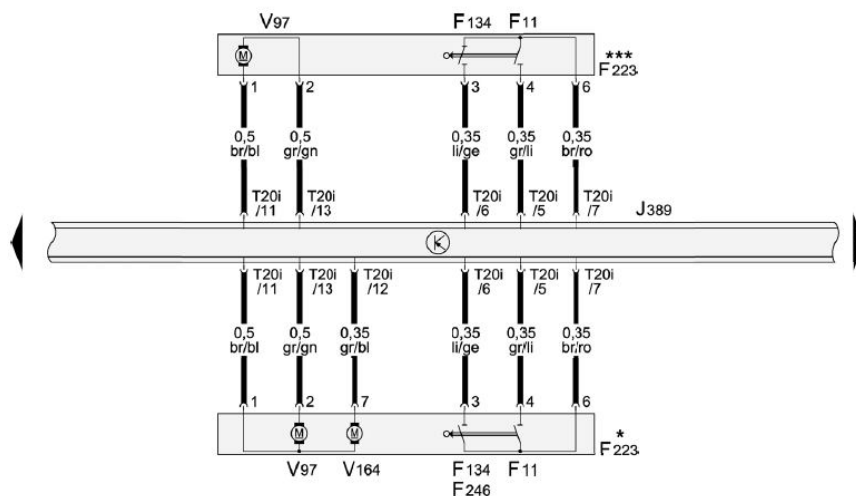 V97 F134 F11
M
***
F223
1 2 3 4 6
0,5 0,5 0,35 0,35 0,35
br/bl gr/gn li/ge gr/li br/ro
T20i T20i T20i T20i T20i
/11 /13 /6 /5 /7
J389
T20i T20i T20i T20i T20i T20i
/11 /13 /12 /6 /5 /7
0,5 0,5 0,35 0,35 0,35 0,35
br/bl gr/gn gr/bl li/ge gr/li br/ro
1 2 7 3 4 6
M M
*
F223
V97 V164 F134 F11
F246